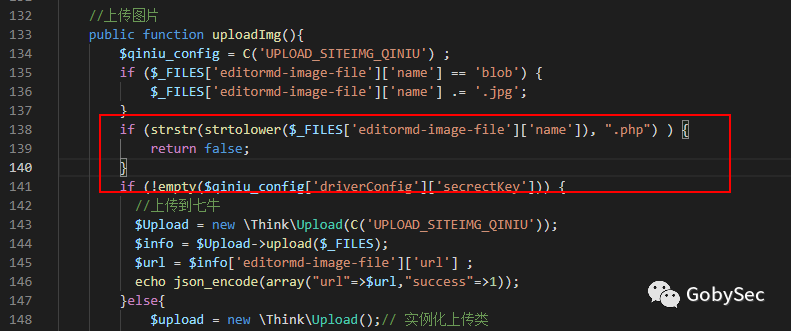 132 //上传图片
133 public function uploadImg(){
134 $qiniu_config = C('UPLOAD_SITEIMG_QINIU') ;
135 if ($_FILES['editormd-image-file']['name'] == 'blob') {
136 $_FILES['editormd-image-file']['name'] .= '.jpg';
137 }
138 if (strstr(strtolower($_FILES['editormd-image-file']['name']), ".php") ) {
139 return false;
140 }
141 if (!empty($qiniu_config['driverConfig']['secrectKey'])) {
142 //上传到七牛
143 $Upload = new \Think\Upload(C('UPLOAD_SITEIMG_QINIU'));
144 $info = $Upload->upload($_FILES);
145 $url = $info['editormd-image-file']['url'] ;
146 echo json_encode(array("url"=>$url,"success"=>1));
147 }else{
148 $upload = new \Think\Upload();// 实例化上传类
GobySec